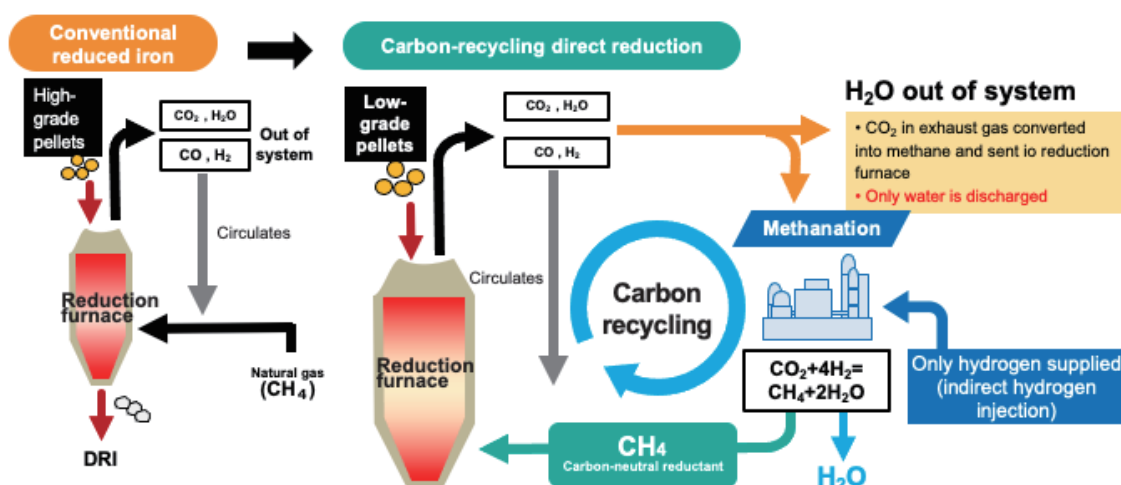 Conventional
reduced iron
Carbon-recycling direct reduction
High-
grade
pellets
CO₂ , H₂O
CO , H₂
Out of
system
Circulates
Reduction
furnace
Natural gas
(CH₄)
DRI
Low-
grade
pellets
CO₂ , H₂O
CO , H₂
Circulates
Reduction
furnace
Carbon
recycling
H₂O out of system
• CO₂ in exhaust gas converted
into methane and sent io reduction
furnace
• Only water is discharged
Methanation
CO₂+4H₂=
CH₄+2H₂O
Only hydrogen supplied
(indirect hydrogen
injection)
CH₄
Carbon-neutral reductant
H₂O